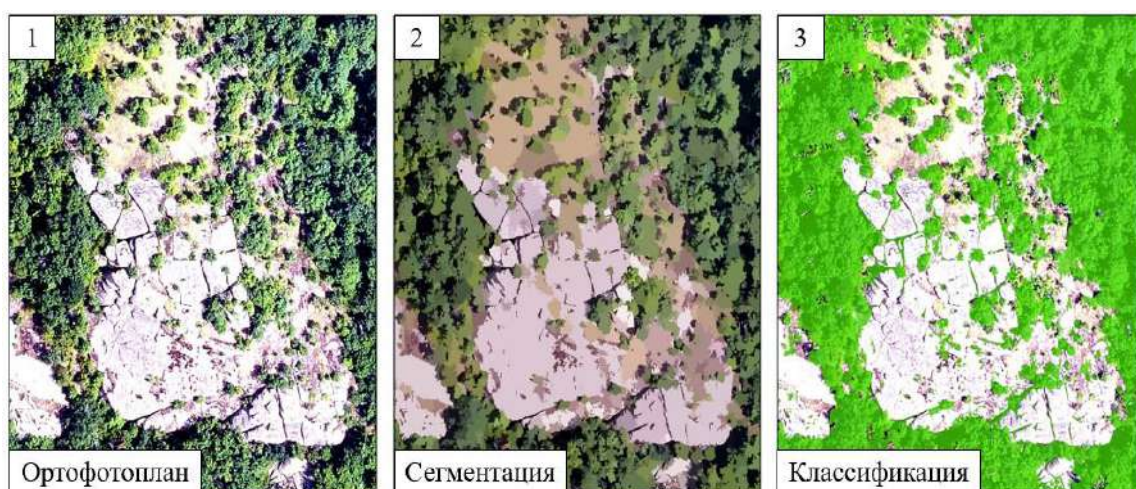 1
2
3
Ортофотоплан
Сегментация
Классификация